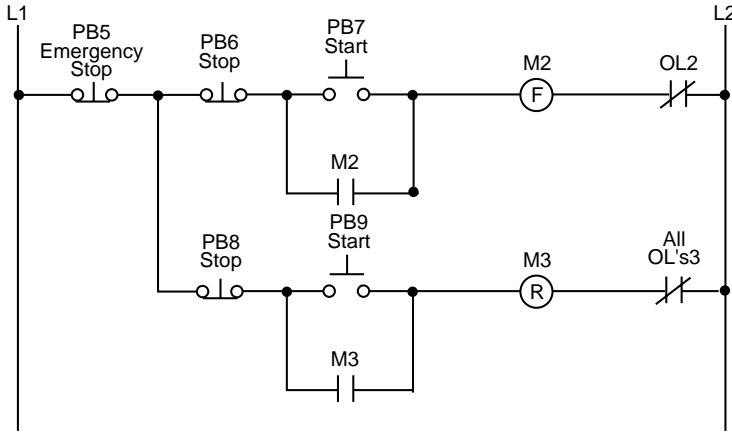 L1
L2
PB5
Emergency
Stop
PB6
Stop
PB7
Start
M2
OL2
F
M2
PB8
Stop
PB9
Start
M3
All
OL's3
R
M3